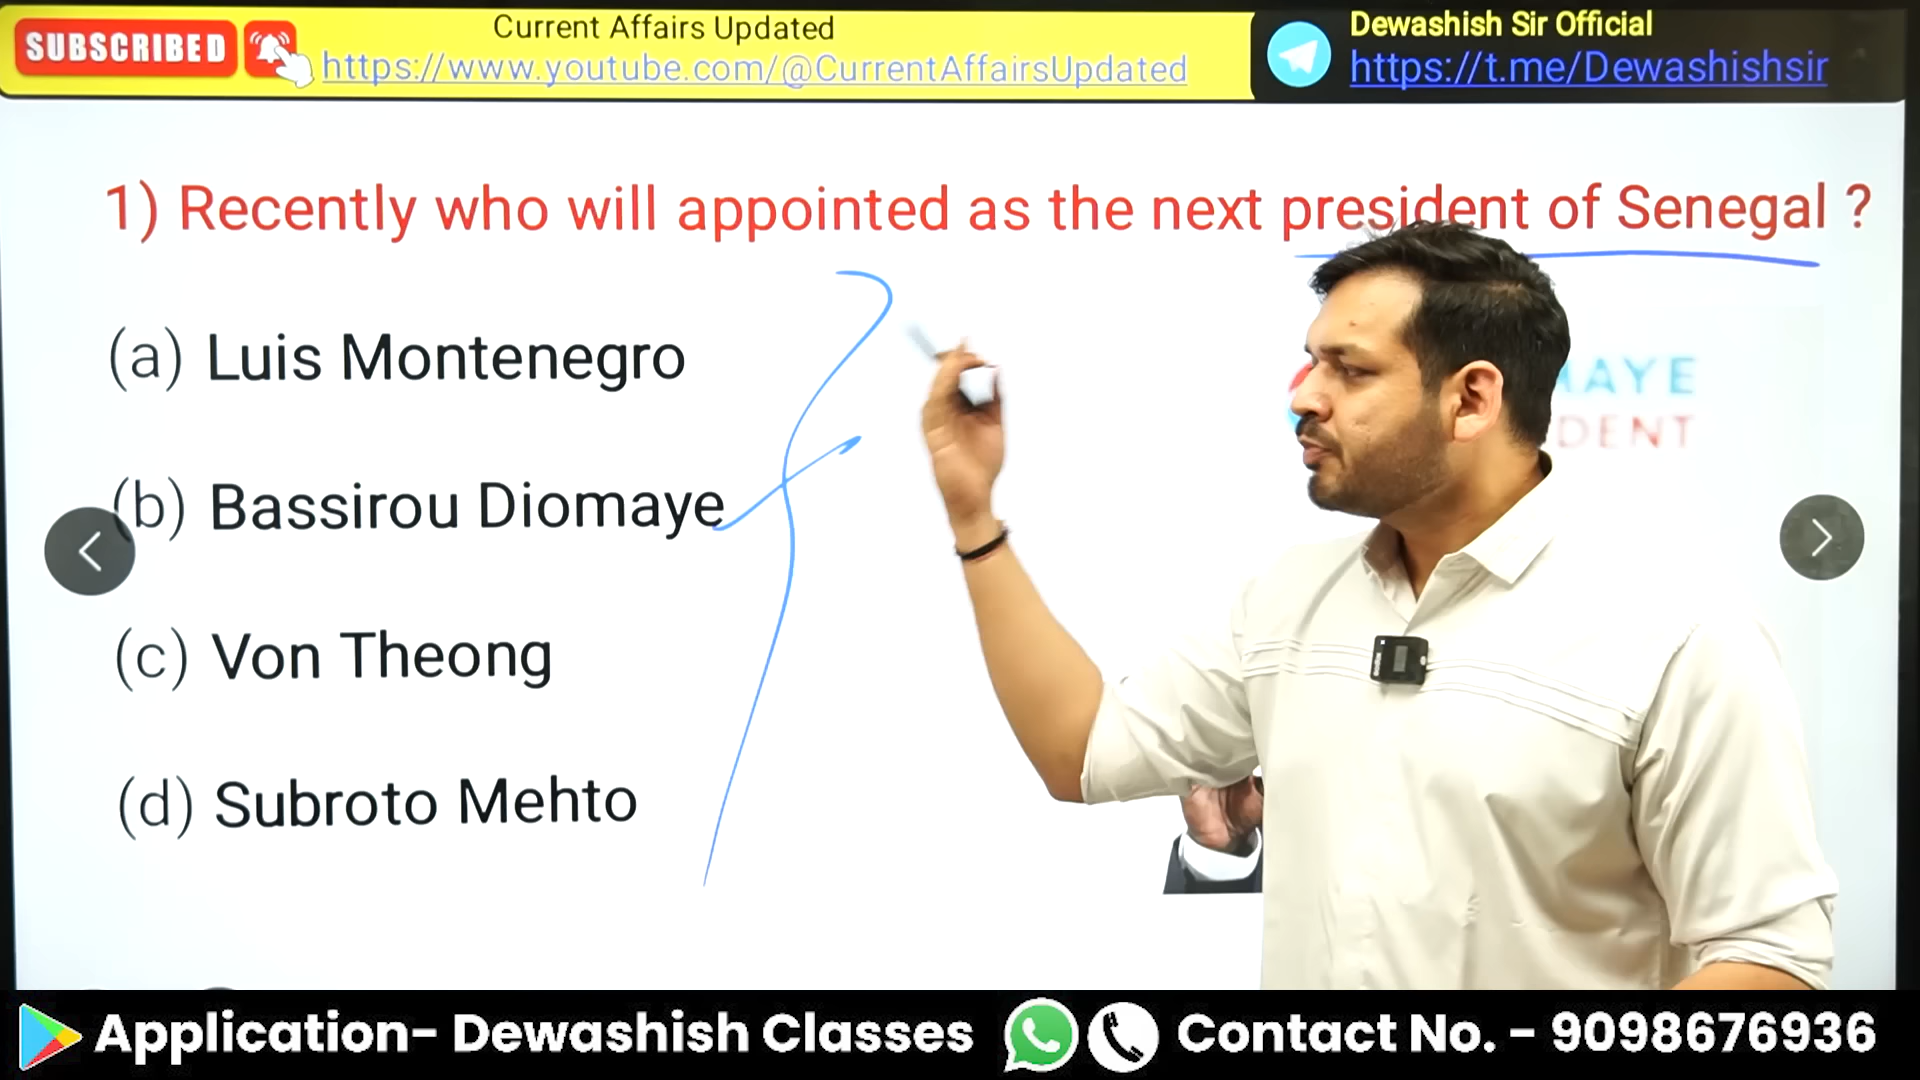 SUBSCRIBED
Current Affairs Updated
https://www.youtube.com/@CurrentAffairsUpdated
Dewashish Sir Official
https://t.me/Dewashishsir
1) Recently who will appointed as the next president of Senegal ?
(a) Luis Montenegro
(b) Bassirou Diomaye
(c) Von Theong
(d) Subroto Mehto
Application- Dewashish Classes
Contact No. - 9098676936